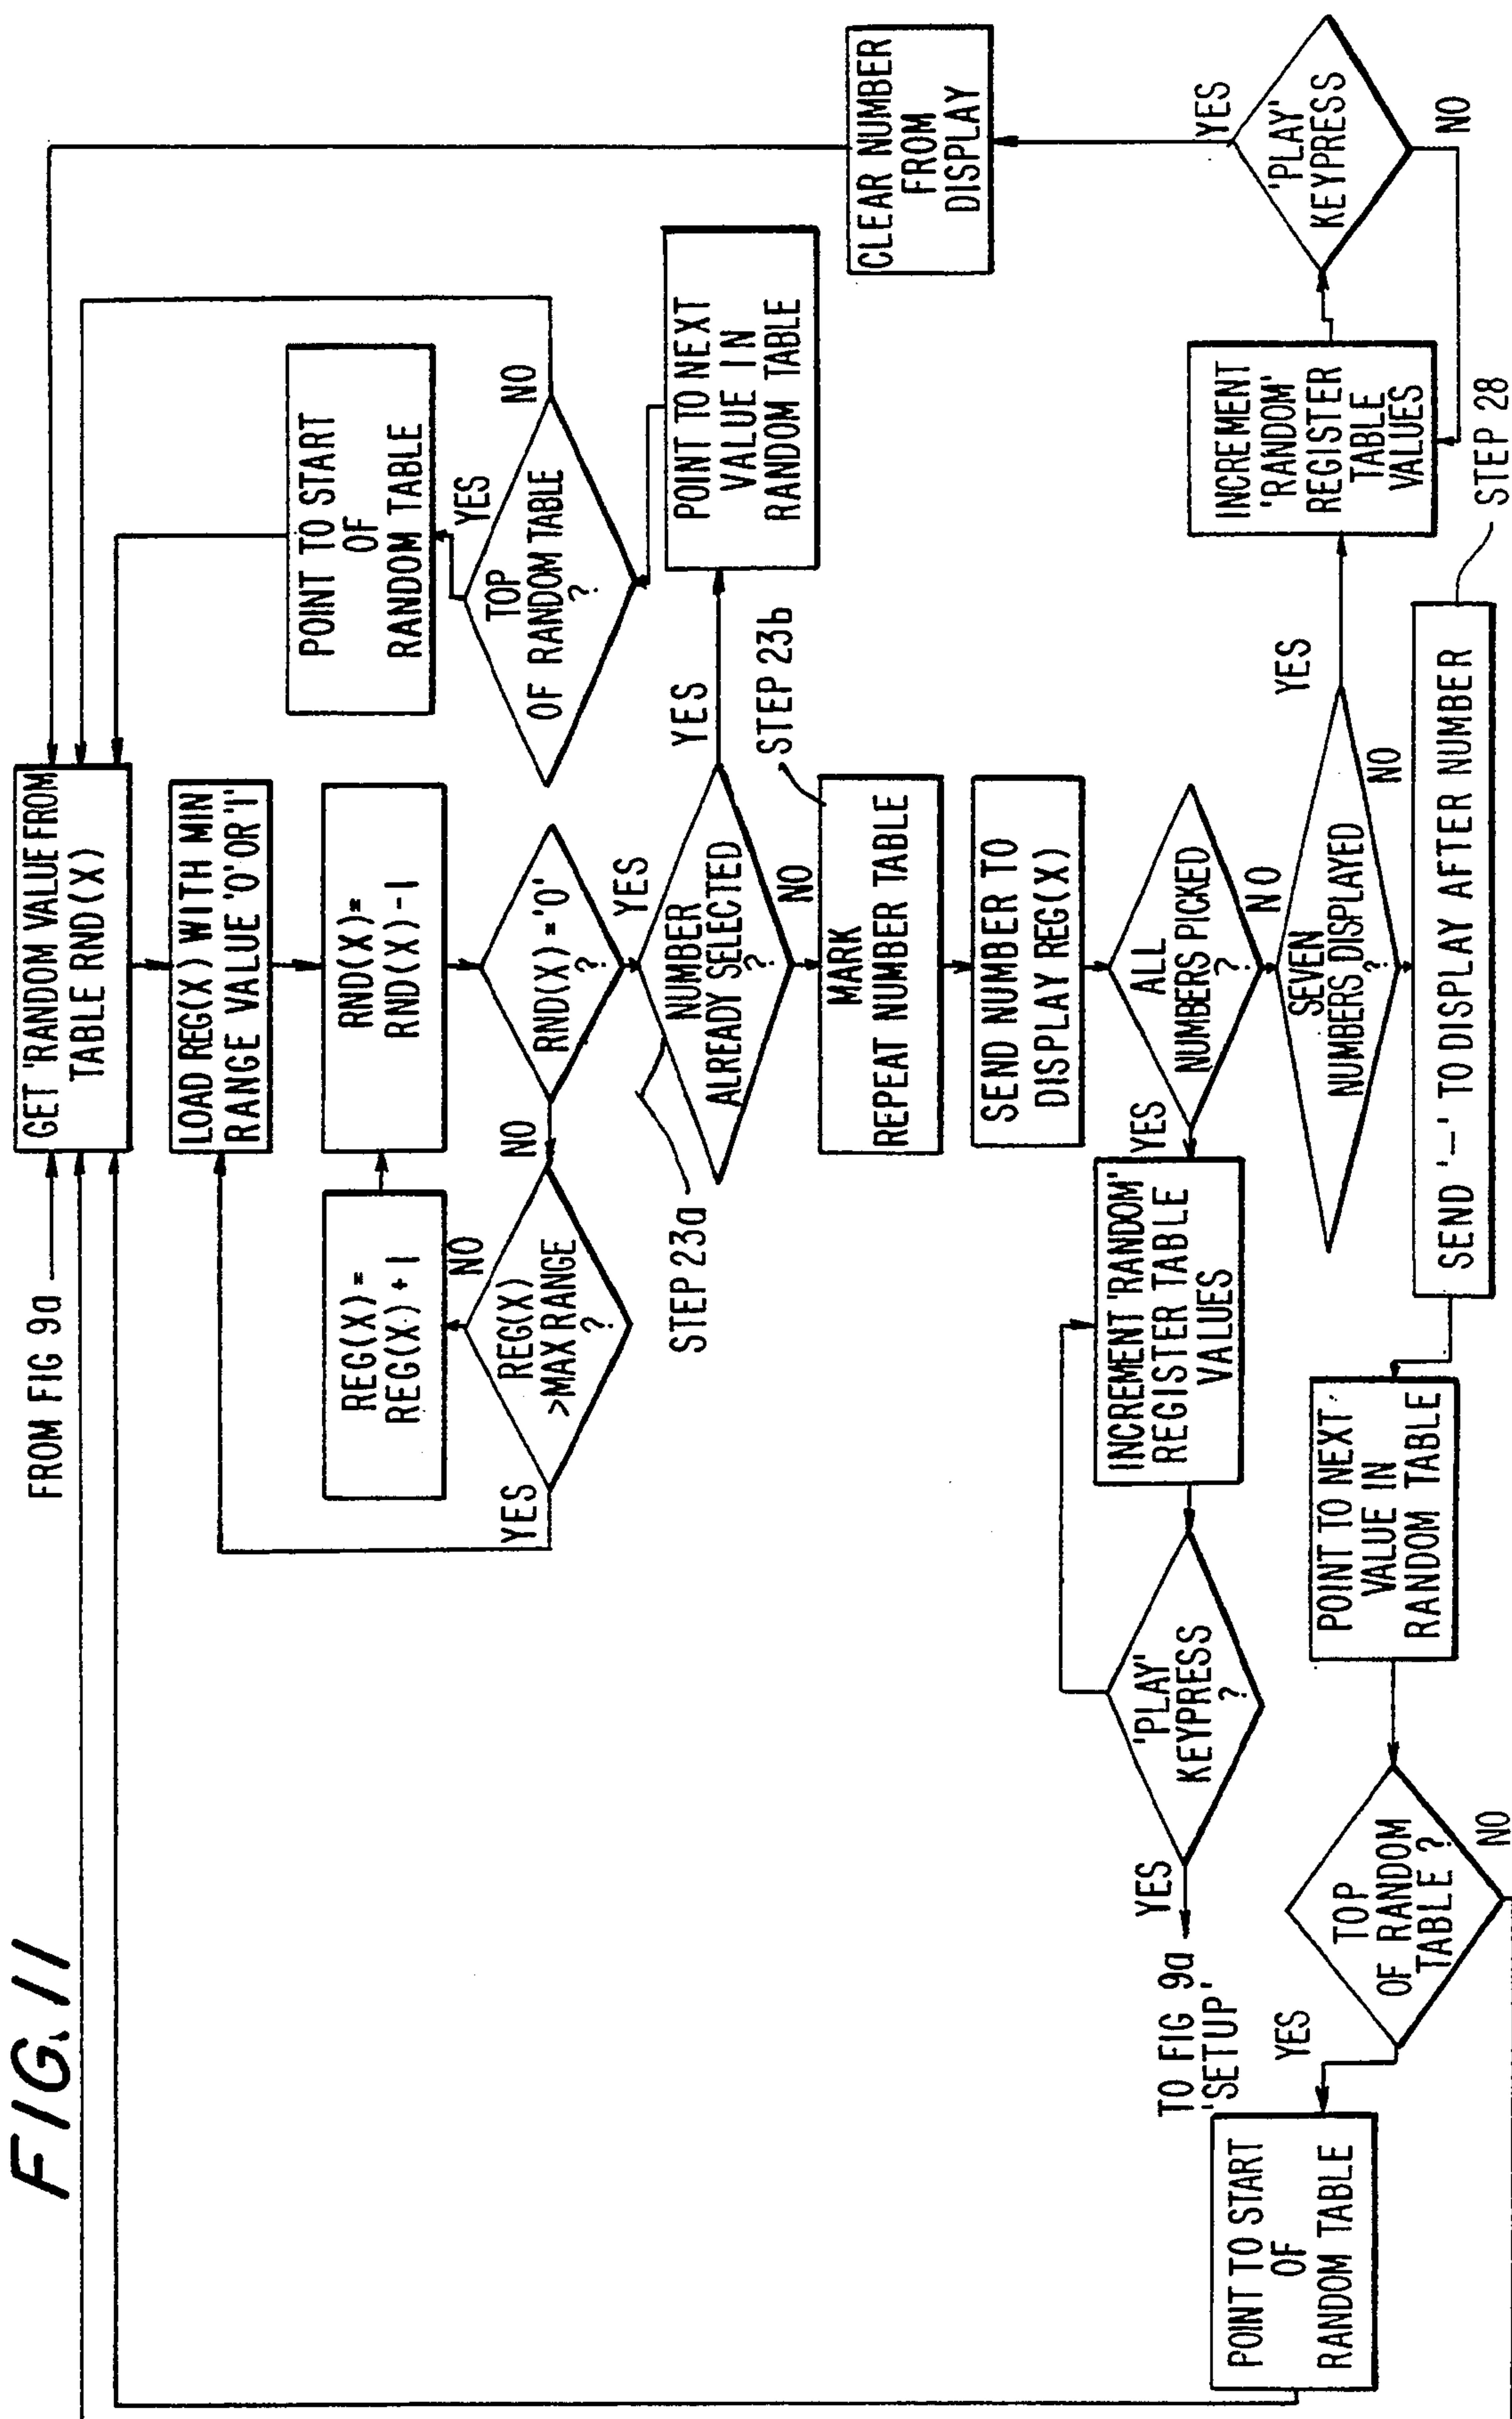 FIG. 11
FROM FIG 9a
GET 'RANDOM VALUE FROM
TABLE RND(X)
LOAD REG(X) WITH MIN
RANGE VALUE '0' OR '1'
RND(X)=
RND(X)-1
RND(X)='0'
?
NO
YES
REG(X)
>MAX RANGE
?
NO
YES
REG(X)=
REG(X)+1
NUMBER
ALREADY SELECTED
?
STEP 23a
YES
NO
POINT TO NEXT
VALUE IN
RANDOM TABLE
TOP
OF RANDOM TABLE
?
YES
NO
POINT TO START
OF
RANDOM TABLE
STEP 23b
MARK
REPEAT NUMBER TABLE
SEND NUMBER TO
DISPLAY REG(X)
ALL
NUMBERS PICKED
?
YES
NO
INCREMENT 'RANDOM'
REGISTER TABLE
VALUES
'PLAY'
KEYPRESS
?
YES
TO FIG 9a
'SETUP'
SEVEN
NUMBERS DISPLAYED
?
YES
NO
INCREMENT
'RANDOM'
REGISTER
TABLE
VALUES
'PLAY'
KEYPRESS
YES
NO
CLEAR NUMBER
FROM
DISPLAY
SEND '–' TO DISPLAY AFTER NUMBER
STEP 28
POINT TO NEXT
VALUE IN
RANDOM TABLE
TOP
OF RANDOM
TABLE ?
YES
NO
POINT TO START
OF
RANDOM TABLE